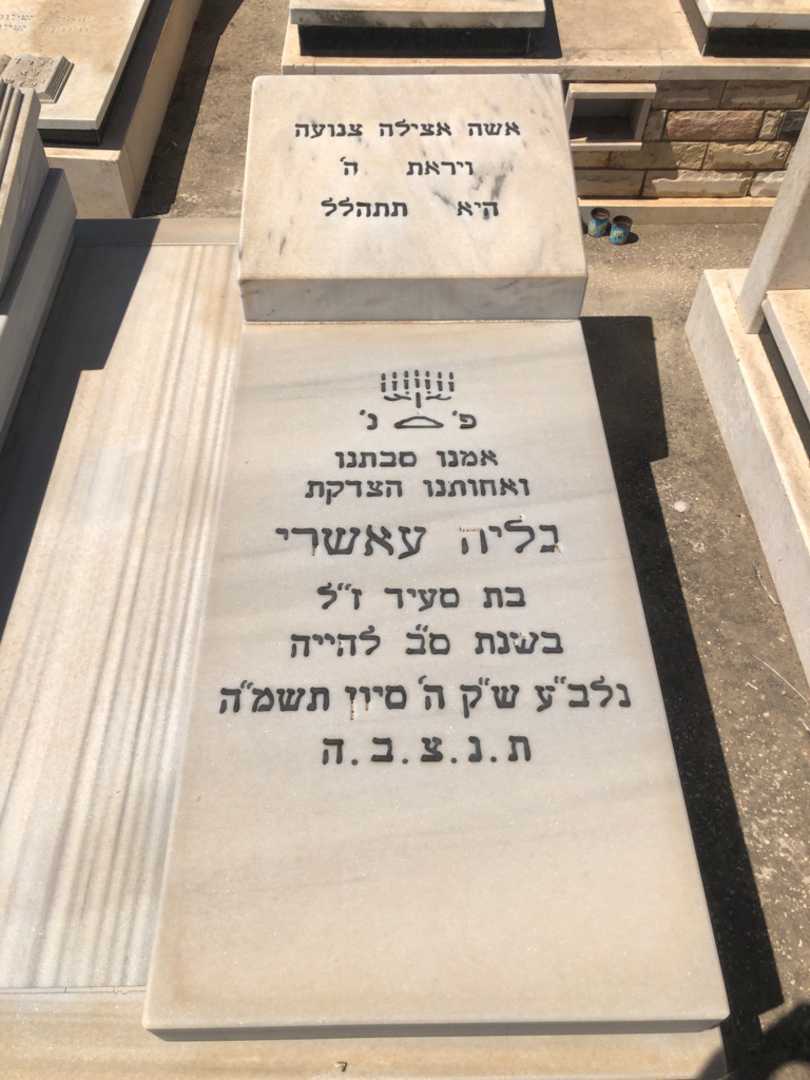 אשה אצילה צנועה
ויראת ה'
היא תתהלל
פ' נ'
אמנו סבתנו
ואחותנו הצדקת
גליה עאשרי
בת סעיד ז"ל
בשנת ס"ב להייה
נלב"ע ש"ק ה' סיון תשמ"ה
ת.נ.צ.ב.ה